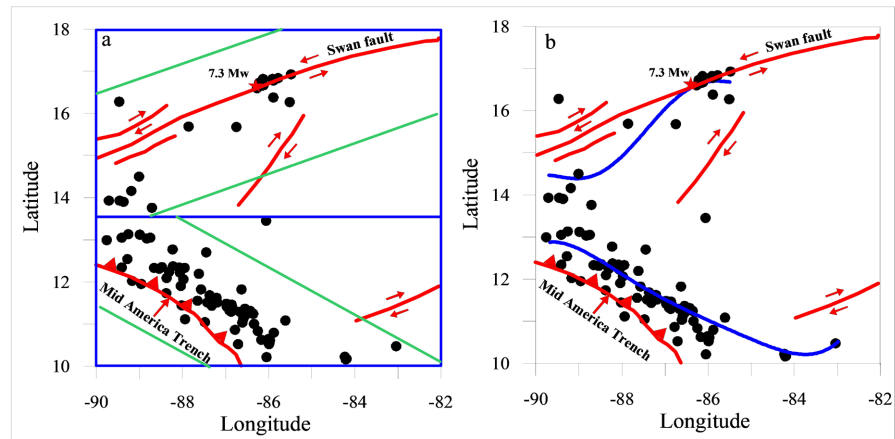 a
18
16
14
12
10
Latitude
7.3 Mw
Swan fault
Mid America Trench
-90
-88
-86
-84
-82
Longitude
b
18
16
14
12
10
Latitude
7.3 Mw
Swan fault
Mid America Trench
-90
-88
-86
-84
-82
Longitude